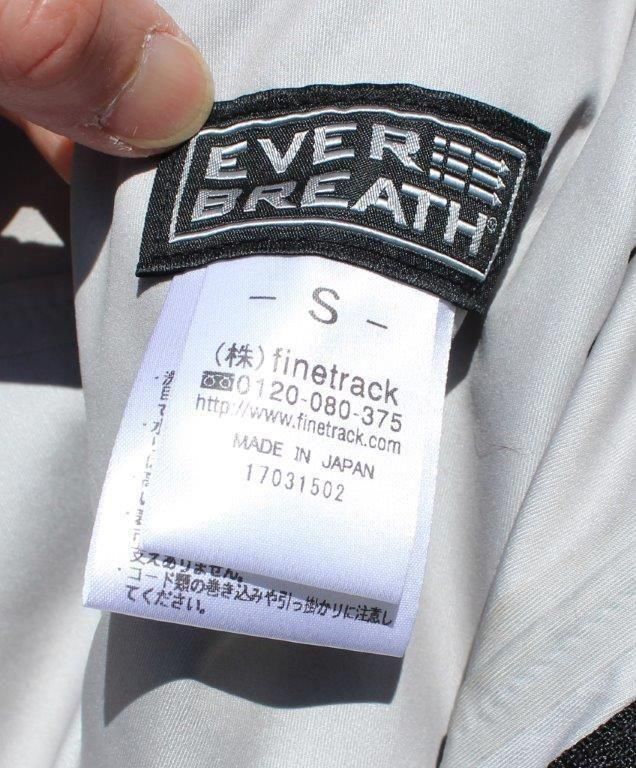 EVER
BREATH®
- S -
(株)finetrack
0120-080-375
http://www.finetrack.com
MADE IN JAPAN
17031502
支えありません。
コード類の巻き込みや引っ掛かりに注意し
てください。